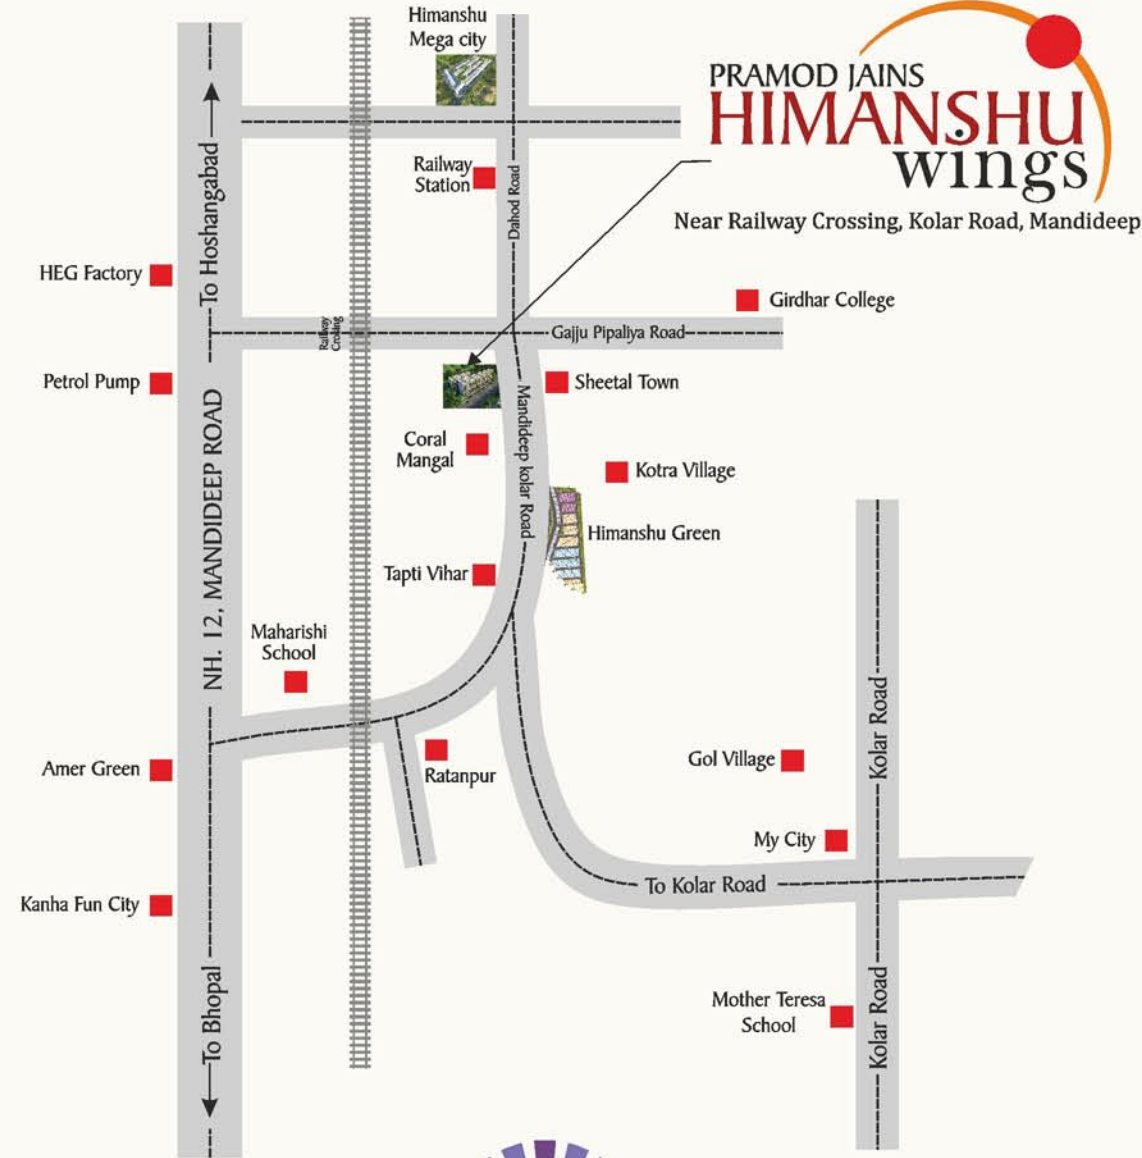 Himanshu
Mega city
PRAMOD JAINS
HIMANSHU
wings
Near Railway Crossing, Kolar Road, Mandideep
Railway
Station
Dahod Road
To Hoshangabad
HEG Factory
Girdhar College
Railway
Crosing
Gajju Pipaliya Road
Petrol Pump
Sheetal Town
Mandideep kolar Road
NH. 12, MANDIDEEP ROAD
Coral
Mangal
Kotra Village
Himanshu Green
Tapti Vihar
Maharishi
School
Kolar Road
Amer Green
Ratanpur
Gol Village
My City
To Kolar Road
Kanha Fun City
To Bhopal
Mother Teresa
School
Kolar Road